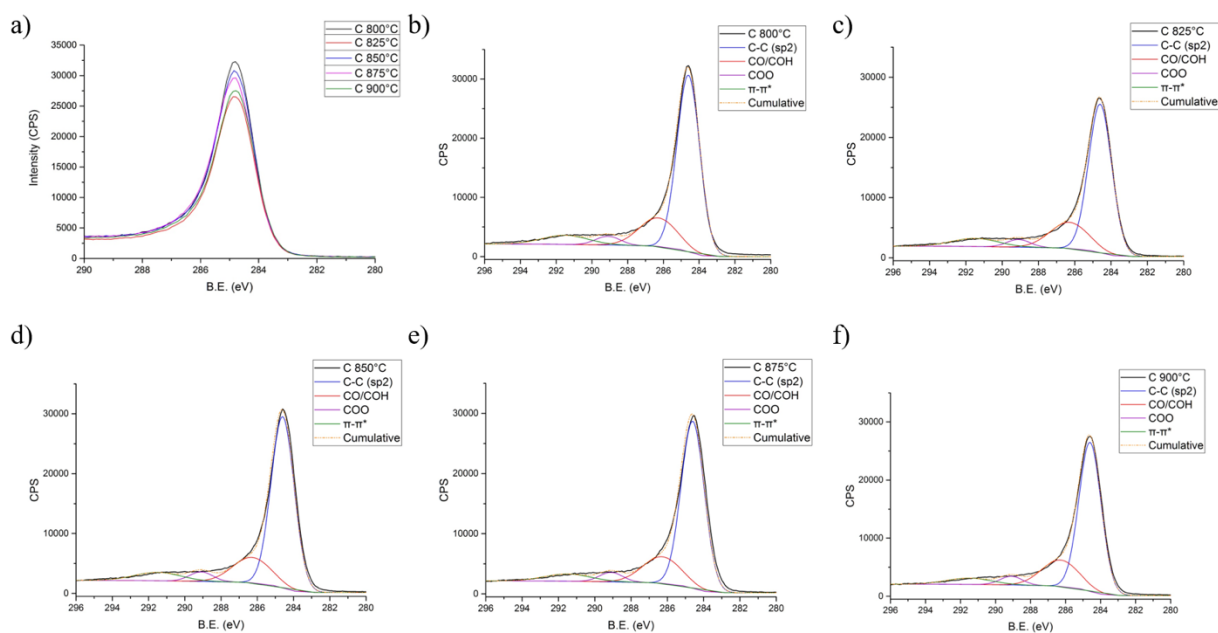 a)
C 800°C
C 825°C
C 850°C
C 875°C
C 900°C
35000
30000
25000
20000
15000
10000
5000
0
Intensity (CPS)
290 288 286 284 282 280
B.E. (eV)
b)
C 800°C
C-C (sp2)
CO/COH
COO
π-π*
Cumulative
30000
20000
10000
0
CPS
296 294 292 290 288 286 284 282 280
B.E. (eV)
c)
C 825°C
C-C (sp2)
CO/COH
COO
π-π*
Cumulative
30000
20000
10000
0
CPS
296 294 292 290 288 286 284 282 280
B.E. (eV)
d)
C 850°C
C-C (sp2)
CO/COH
COO
π-π*
Cumulative
30000
20000
10000
0
CPS
296 294 292 290 288 286 284 282 280
B.E. (eV)
e)
C 875°C
C-C (sp2)
CO/COH
COO
π-π*
Cumulative
30000
20000
10000
0
CPS
296 294 292 290 288 286 284 282 280
B.E. (eV)
f)
C 900°C
C-C (sp2)
CO/COH
COO
π-π*
Cumulative
30000
20000
10000
0
CPS
296 294 292 290 288 286 284 282 280
B.E. (eV)